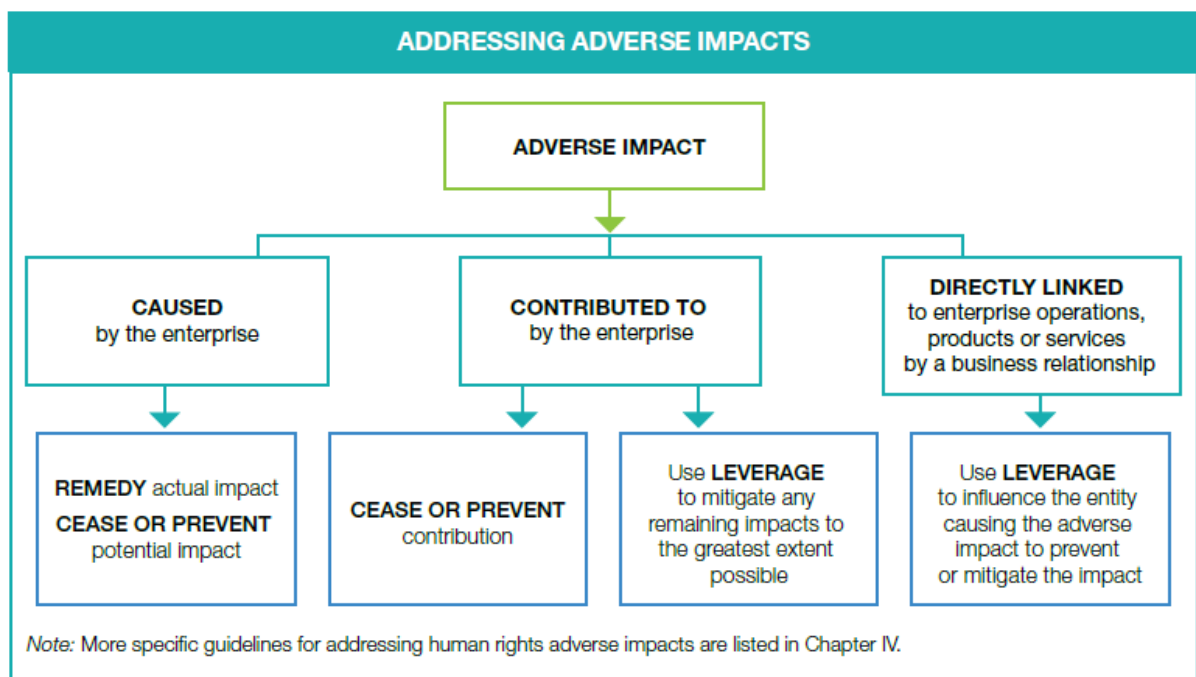 ADDRESSING ADVERSE IMPACTS
ADVERSE IMPACT
CAUSED
by the enterprise
CONTRIBUTED TO
by the enterprise
DIRECTLY LINKED
to enterprise operations,
products or services
by a business relationship
REMEDY actual impact
CEASE OR PREVENT
potential impact
CEASE OR PREVENT
contribution
Use LEVERAGE
to mitigate any
remaining impacts to
the greatest extent
possible
Use LEVERAGE
to influence the entity
causing the adverse
impact to prevent
or mitigate the impact
Note: More specific guidelines for addressing human rights adverse impacts are listed in Chapter IV.